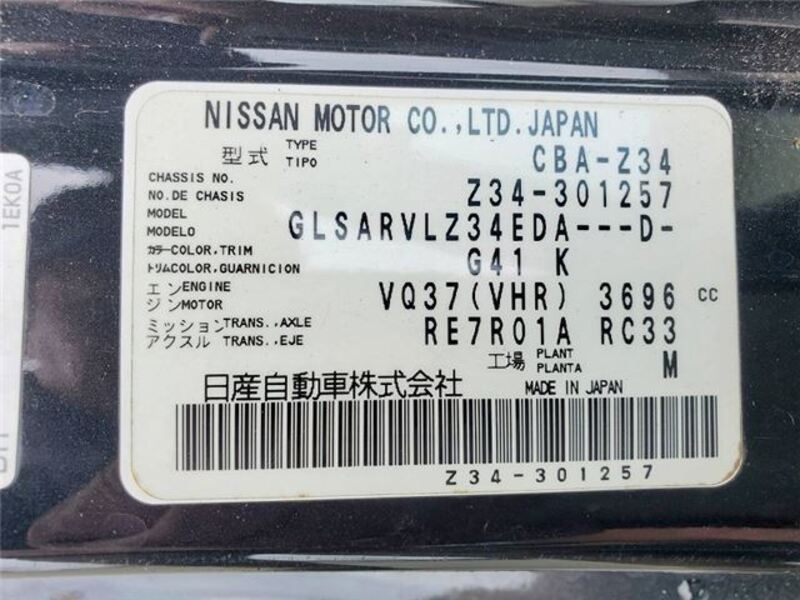 NISSAN MOTOR CO.,LTD.JAPAN
型式 TYPE TIPO CBA-Z34
CHASSIS NO.
NO.DE CHASIS Z34-301257
MODEL
MODELO GLSARVLZ34EDA---D-
カラーCOLOR,TRIM
トリムCOLOR,GUARNICION G41 K
エンENGINE
ジンMOTOR VQ37(VHR) 3696 CC
ミッションTRANS.,AXLE
アクスル TRANS.,EJE RE7R01A RC33
工場 PLANT PLANTA M
日産自動車株式会社 MADE IN JAPAN
Z34-301257
1EK0A